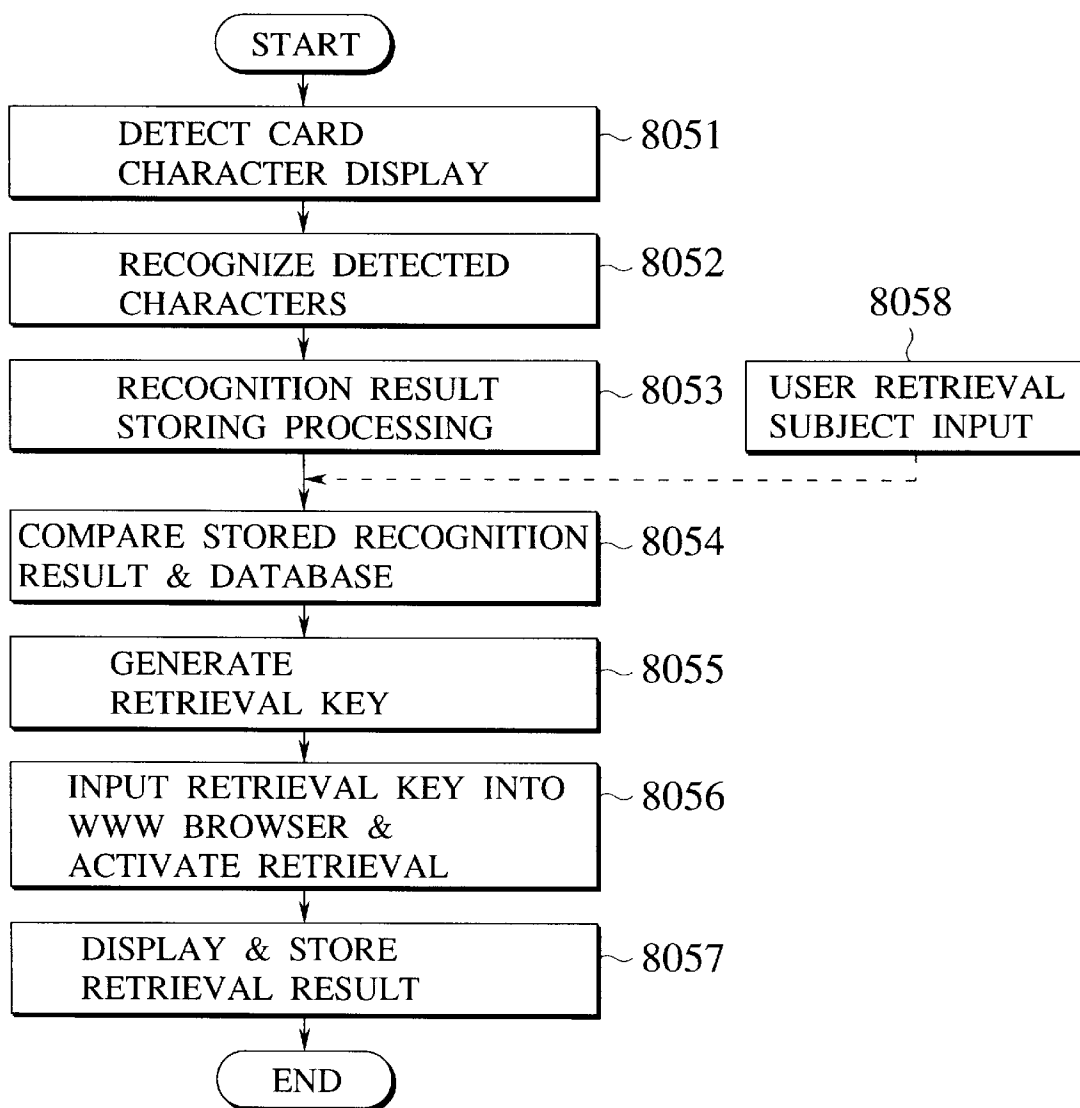 START
DETECT CARD
CHARACTER DISPLAY
8051
RECOGNIZE DETECTED
CHARACTERS
8052
RECOGNITION RESULT
STORING PROCESSING
8053
8058
USER RETRIEVAL
SUBJECT INPUT
COMPARE STORED RECOGNITION
RESULT & DATABASE
8054
GENERATE
RETRIEVAL KEY
8055
INPUT RETRIEVAL KEY INTO
WWW BROWSER &
ACTIVATE RETRIEVAL
8056
DISPLAY & STORE
RETRIEVAL RESULT
8057
END